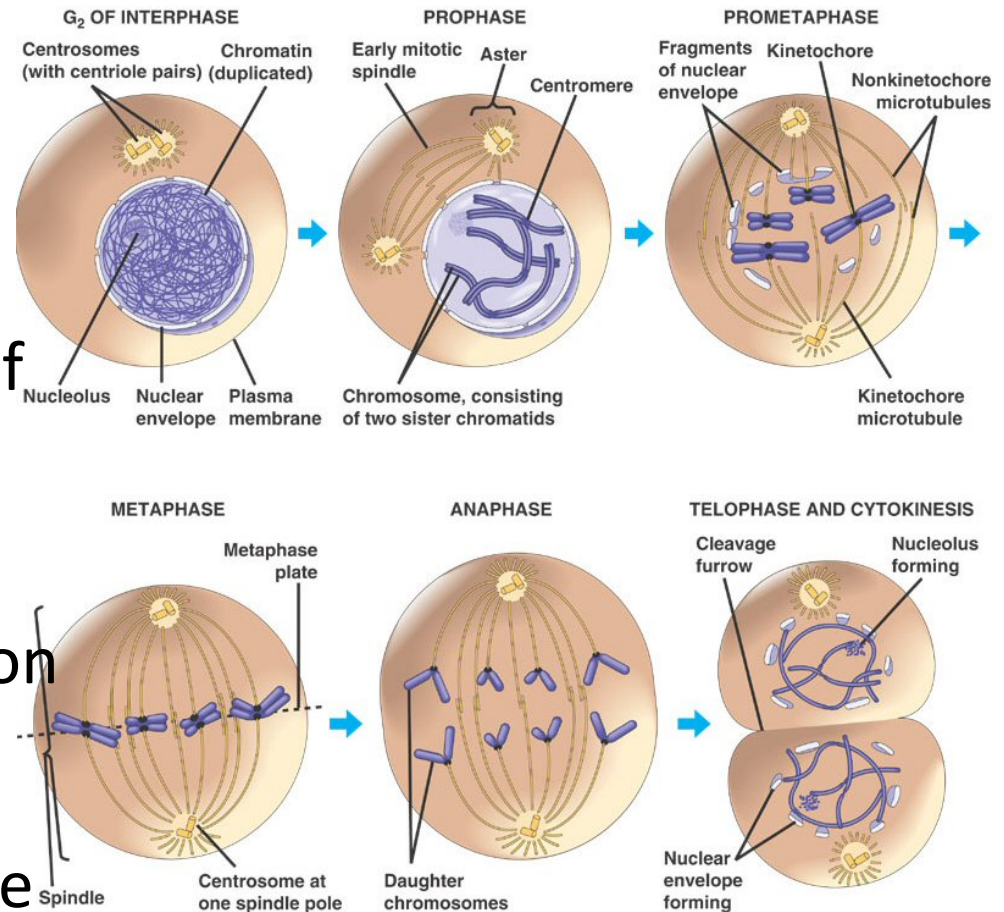 G₂ OF INTERPHASE
Centrosomes
(with centriole pairs)
Chromatin
(duplicated)
Nucleolus
Nuclear
envelope
Plasma
membrane
PROPHASE
Early mitotic
spindle
Aster
Centromere
Chromosome, consisting
of two sister chromatids
PROMETAPHASE
Fragments
of nuclear
envelope
Kinetochore
Nonkinetochore
microtubules
Kinetochore
microtubule
f
METAPHASE
Metaphase
plate
Spindle
Centrosome at
one spindle pole
ANAPHASE
Daughter
chromosomes
TELOPHASE AND CYTOKINESIS
Cleavage
furrow
Nucleolus
forming
Nuclear
envelope
forming
on
e